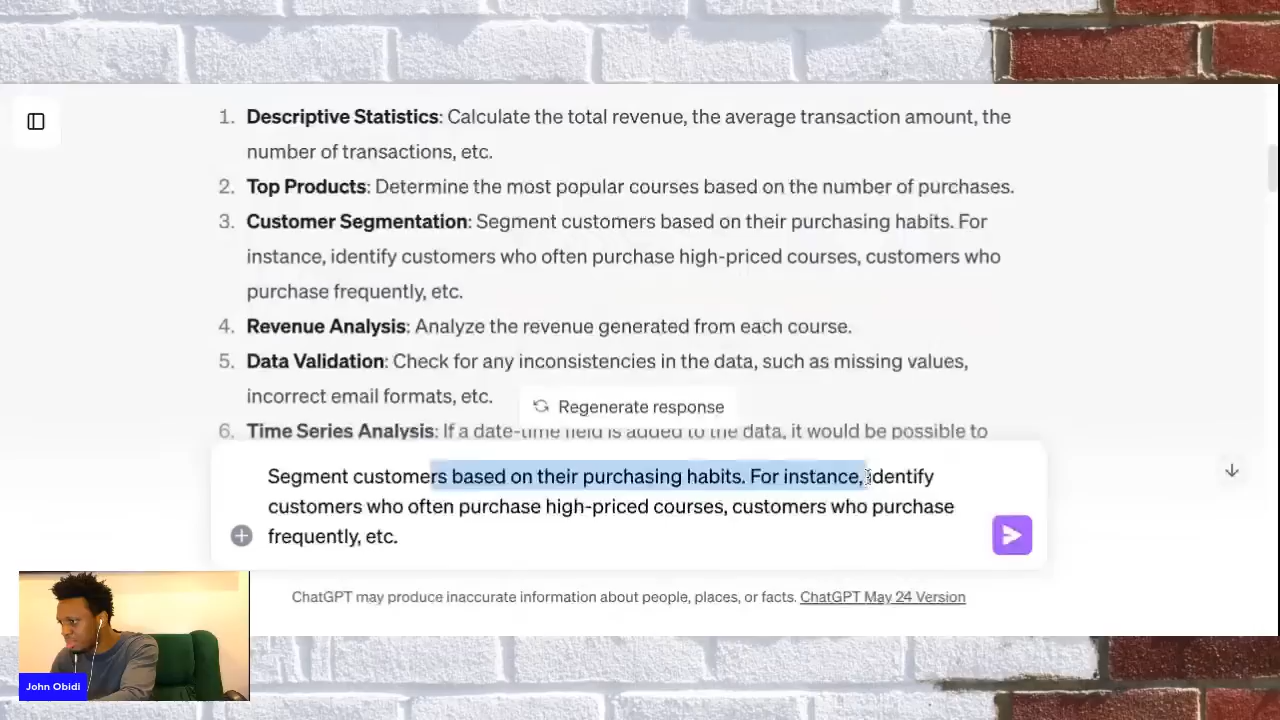 1. Descriptive Statistics: Calculate the total revenue, the average transaction amount, the
number of transactions, etc.
2. Top Products: Determine the most popular courses based on the number of purchases.
3. Customer Segmentation: Segment customers based on their purchasing habits. For
instance, identify customers who often purchase high-priced courses, customers who
purchase frequently, etc.
4. Revenue Analysis: Analyze the revenue generated from each course.
5. Data Validation: Check for any inconsistencies in the data, such as missing values,
incorrect email formats, etc.
Regenerate response
6. Time Series Analysis: If a date-time field is added to the data, it would be possible to
Segment customers based on their purchasing habits. For instance, identify
customers who often purchase high-priced courses, customers who purchase
frequently, etc.
ChatGPT may produce inaccurate information about people, places, or facts. ChatGPT May 24 Version
John Obidi